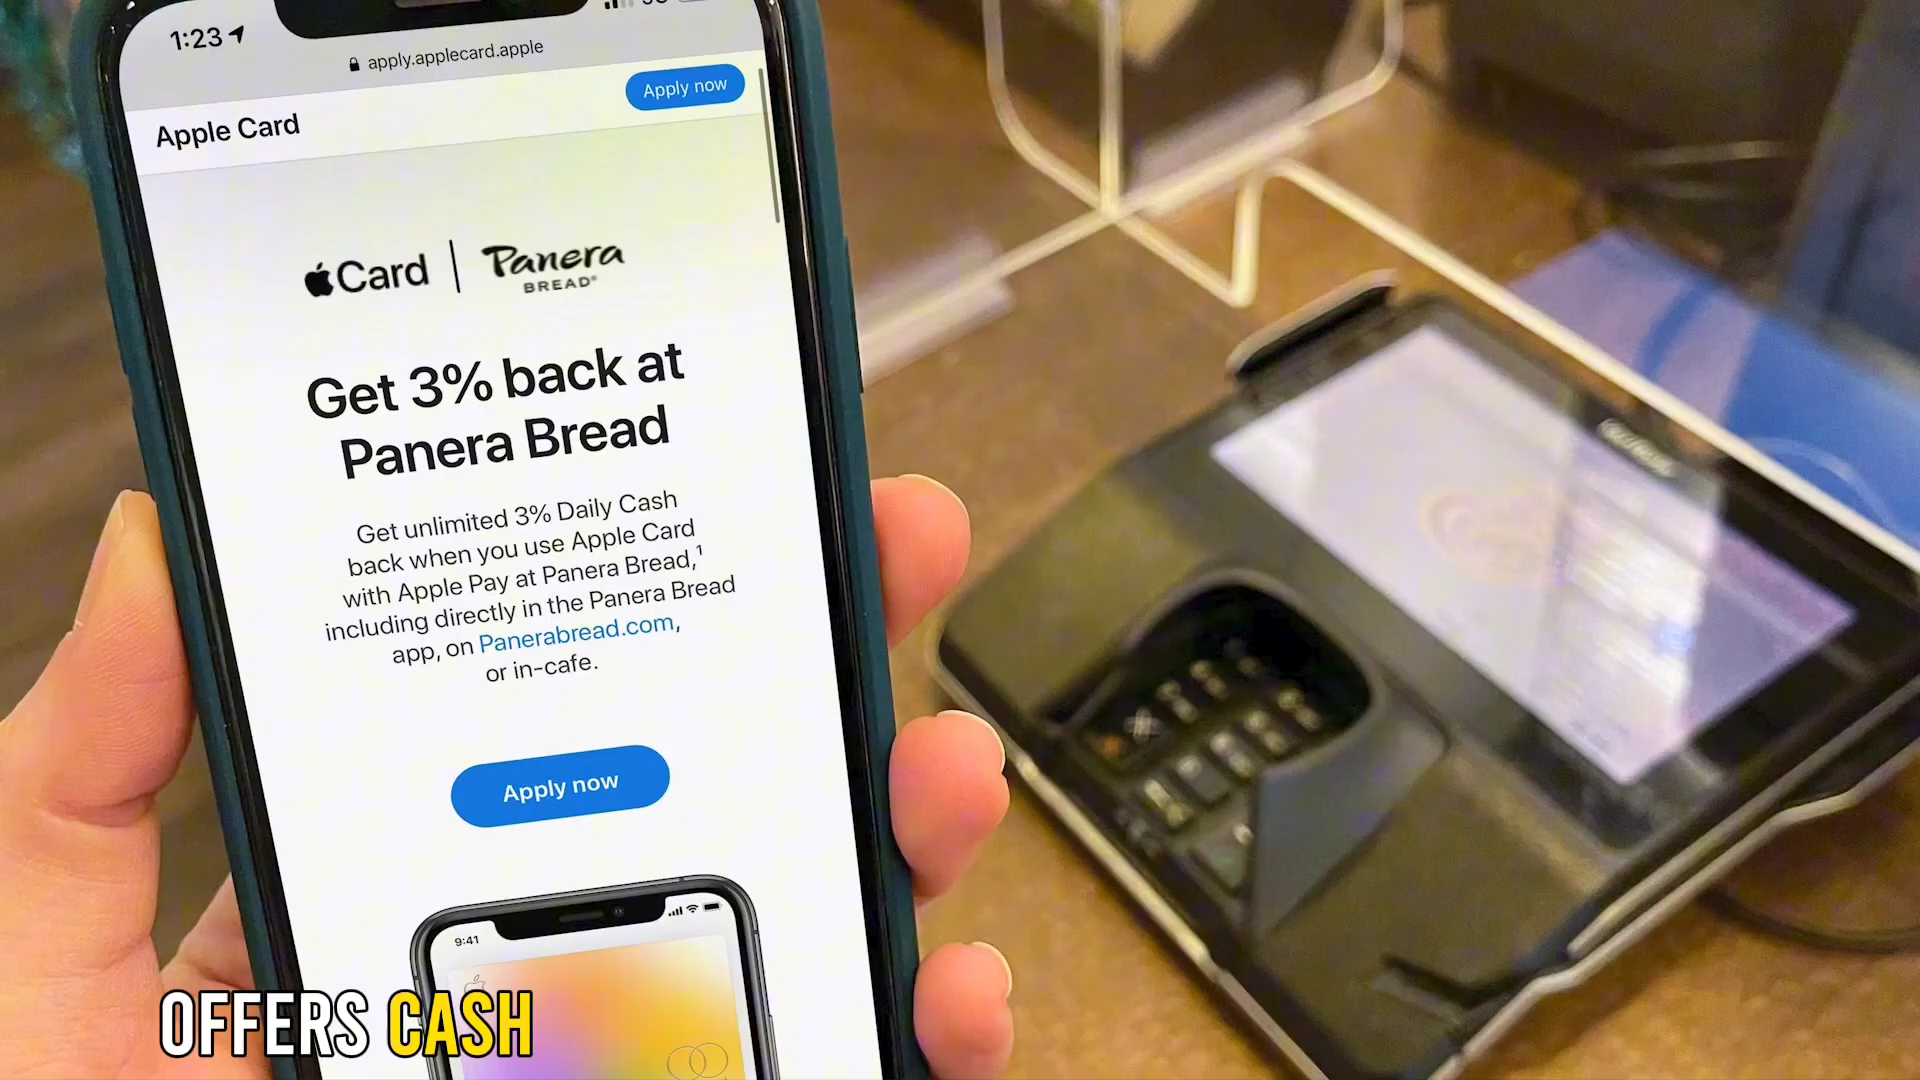 1:23
apply.applecard.apple
Apple Card
Apply now
Card | Panera
BREAD®
Get 3% back at
Panera Bread
Get unlimited 3% Daily Cash
back when you use Apple Card
with Apple Pay at Panera Bread,¹
including directly in the Panera Bread
app, on Panerabread.com,
or in-cafe.
Apply now
9:41
OFFERS CASH